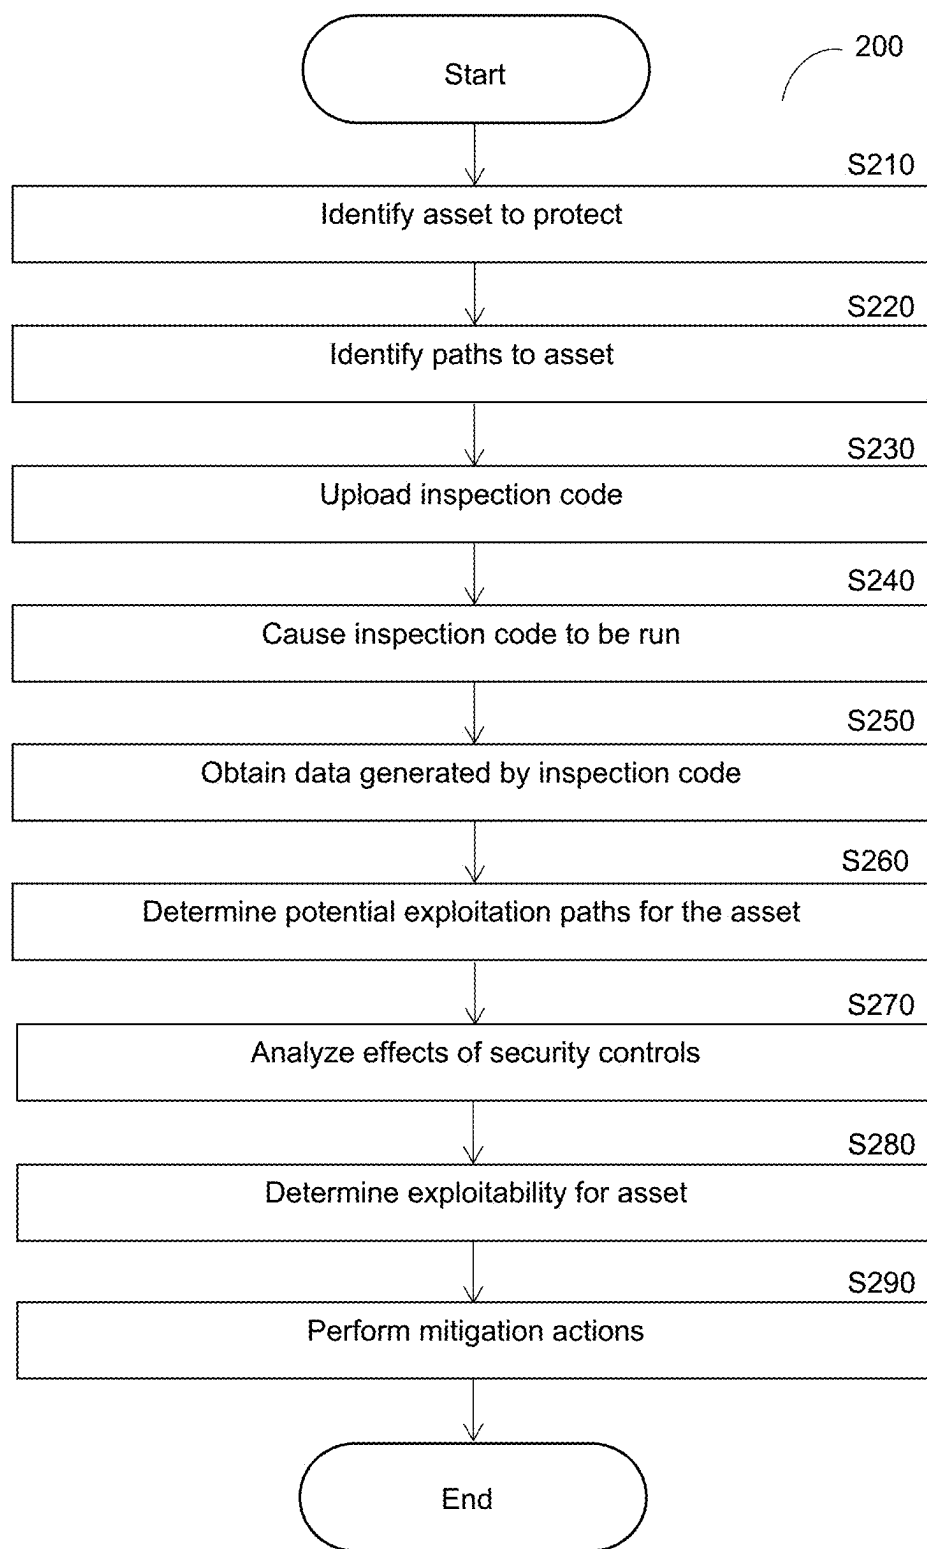 200
Start
S210
Identify asset to protect
S220
Identify paths to asset
S230
Upload inspection code
S240
Cause inspection code to be run
S250
Obtain data generated by inspection code
S260
Determine potential exploitation paths for the asset
S270
Analyze effects of security controls
S280
Determine exploitability for asset
S290
Perform mitigation actions
End